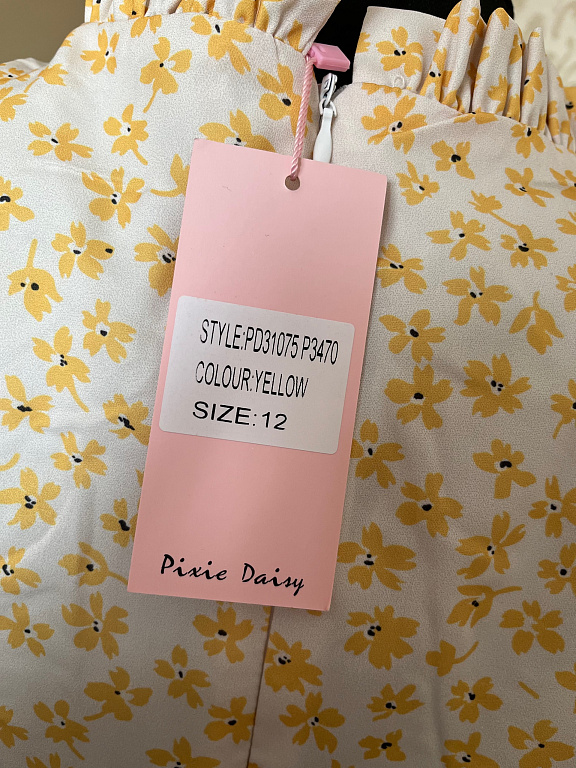 STYLE:PD31075 P3470
COLOUR:YELLOW
SIZE:12
Pixie Daisy